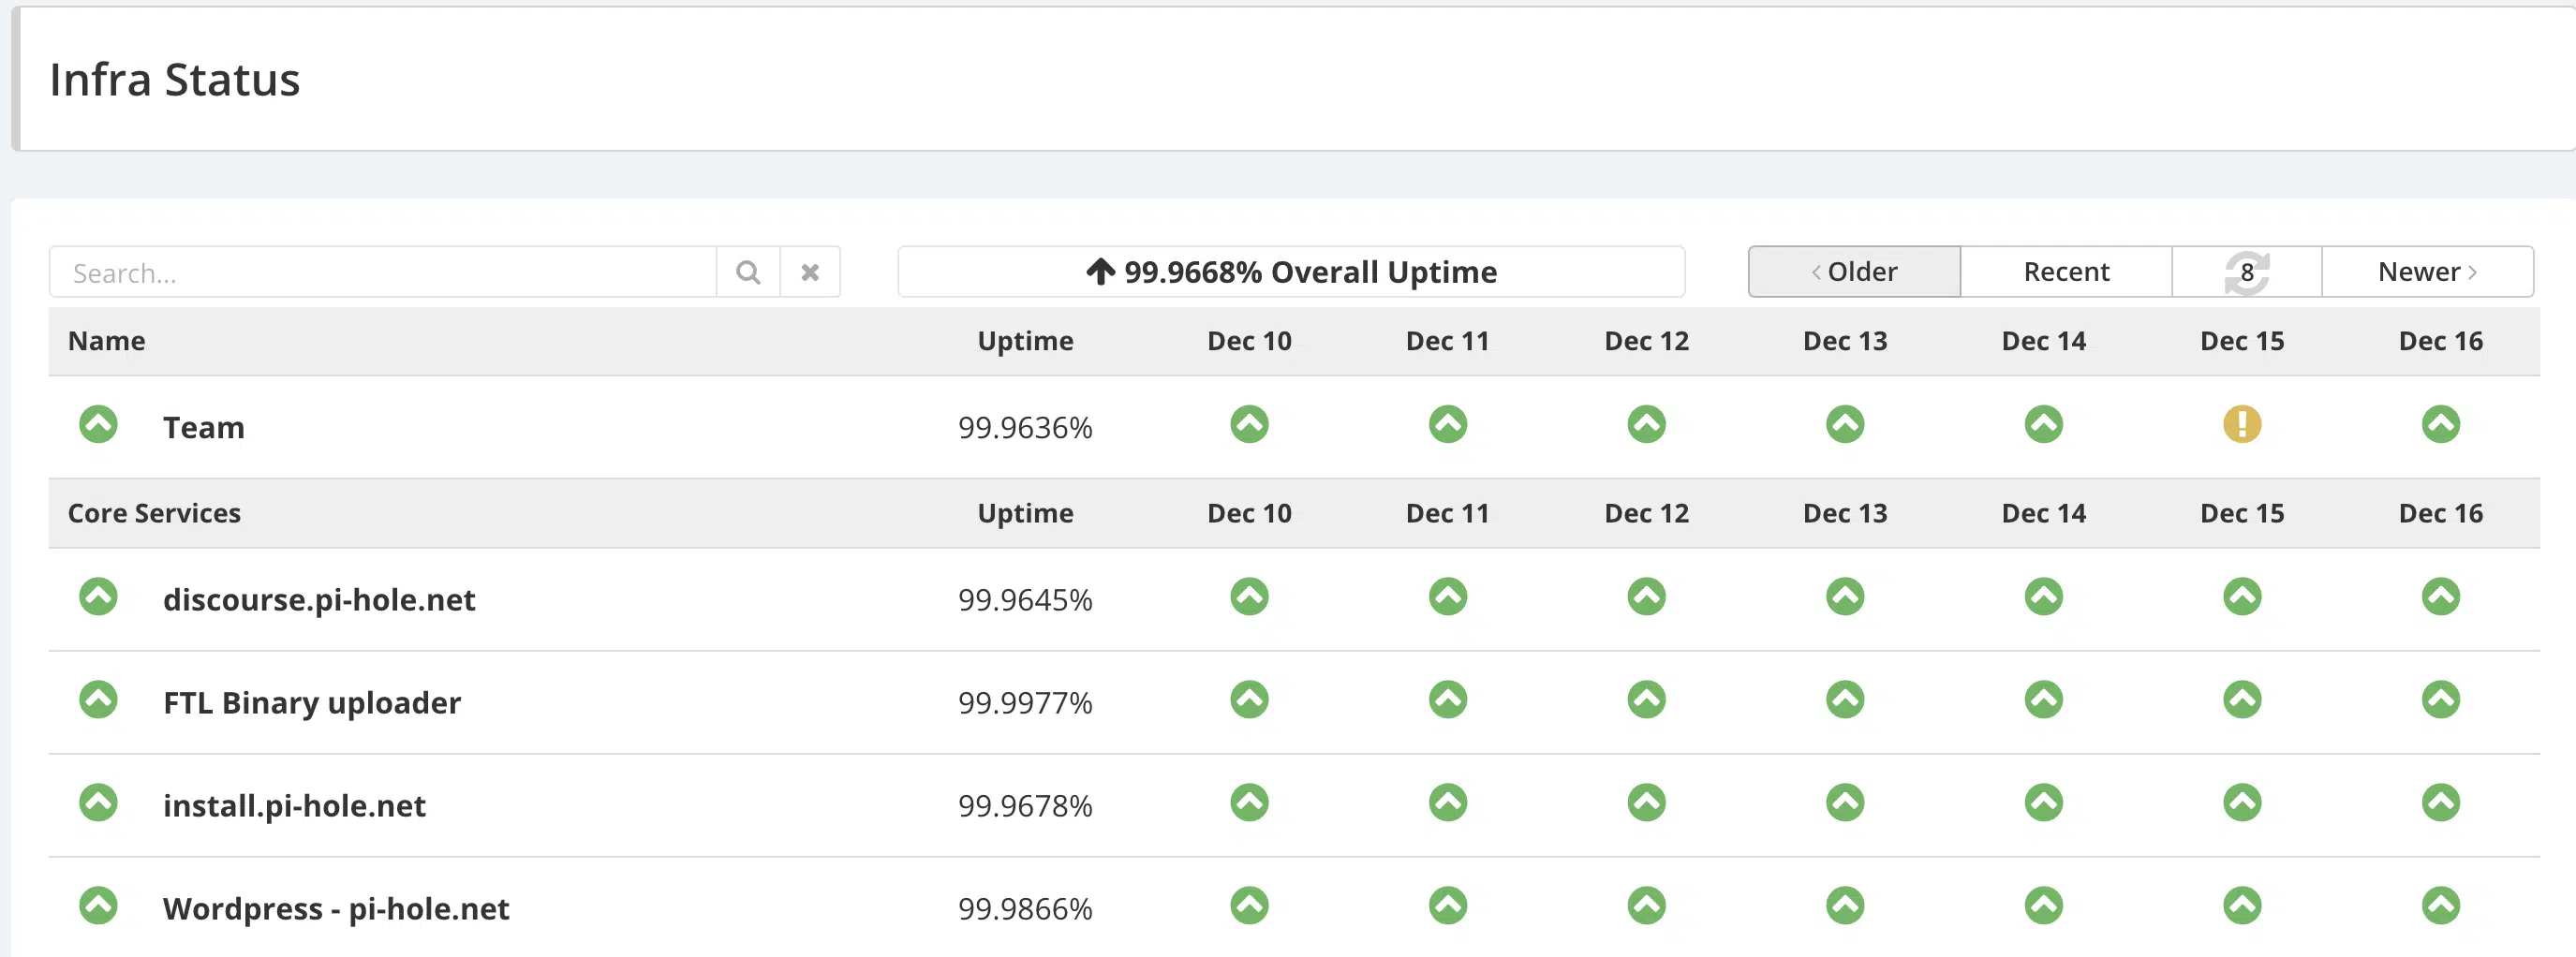 Infra Status
Search... 99.9668% Overall Uptime Older Recent 8 Newer
Name Uptime Dec 10 Dec 11 Dec 12 Dec 13 Dec 14 Dec 15 Dec 16
Team 99.9636%
Core Services Uptime Dec 10 Dec 11 Dec 12 Dec 13 Dec 14 Dec 15 Dec 16
discourse.pi-hole.net 99.9645%
FTL Binary uploader 99.9977%
install.pi-hole.net 99.9678%
Wordpress - pi-hole.net 99.9866%